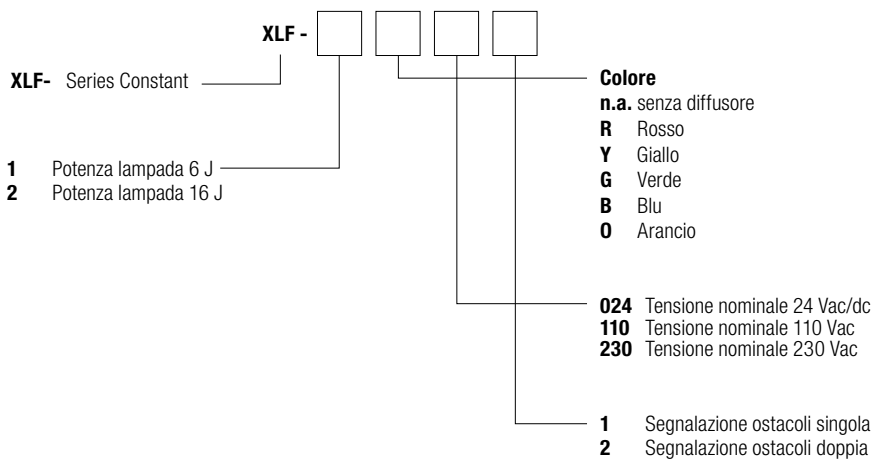 XLF -
XLF- Series Constant
1 Potenza lampada 6 J
2 Potenza lampada 16 J
Colore
n.a. senza diffusore
R Rosso
Y Giallo
G Verde
B Blu
O Arancio
024 Tensione nominale 24 Vac/dc
110 Tensione nominale 110 Vac
230 Tensione nominale 230 Vac
1 Segnalazione ostacoli singola
2 Segnalazione ostacoli doppia